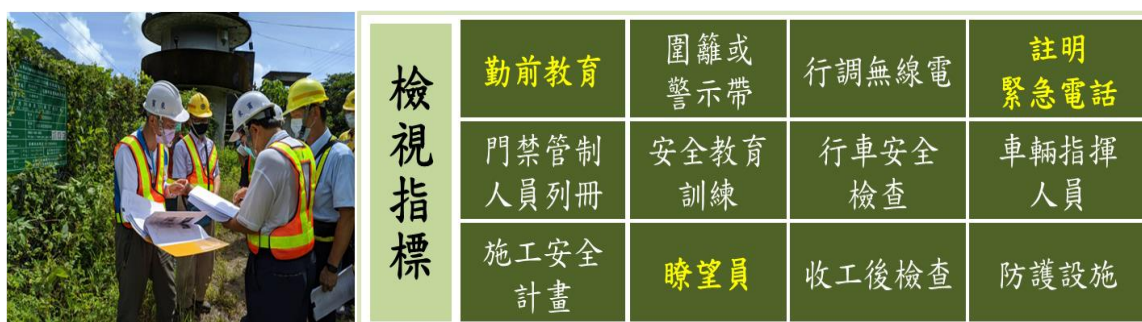 檢視指標
勤前教育
圍籬或
警示帶
行調無線電
註明
緊急電話
門禁管制
人員列冊
安全教育
訓練
行車安全
檢查
車輛指揮
人員
施工安全
計畫
瞭望員
收工後檢查
防護設施